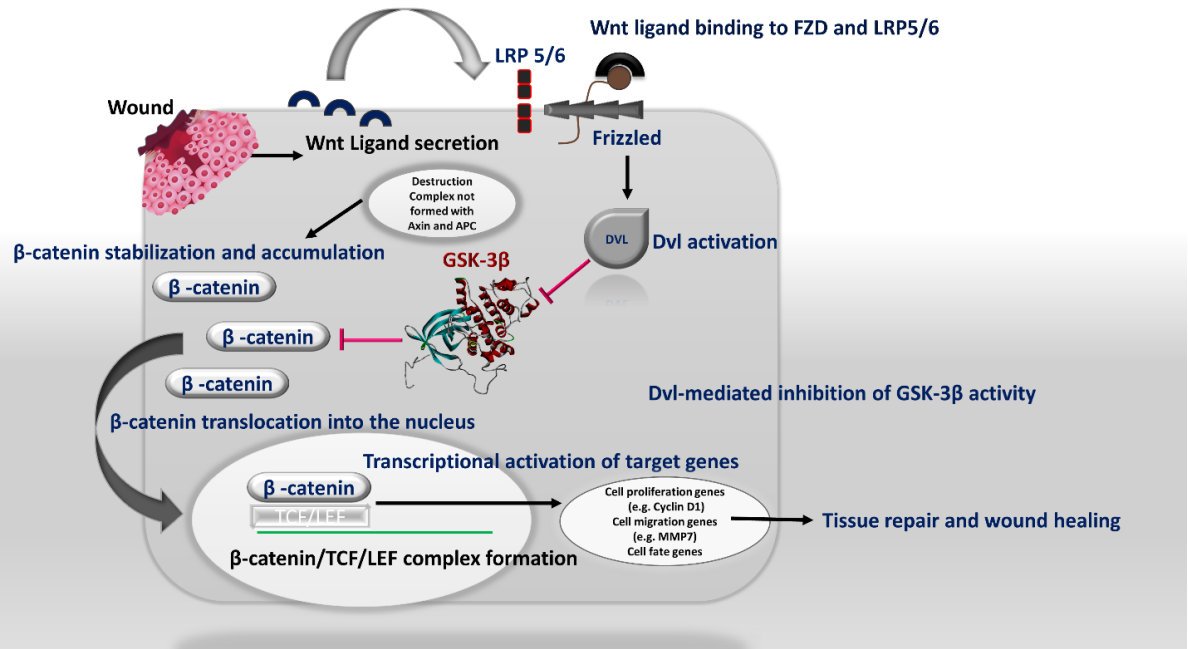 Wnt ligand binding to FZD and LRP5/6
LRP 5/6
Wound
Frizzled
Wnt Ligand secretion
Destruction
Complex not
formed with
Axin and APC
DVL
Dvl activation
β-catenin stabilization and accumulation
GSK-3β
β -catenin
β -catenin
β -catenin
Dvl-mediated inhibition of GSK-3β activity
β-catenin translocation into the nucleus
Transcriptional activation of target genes
β -catenin
TCF/LEF
β-catenin/TCF/LEF complex formation
Cell proliferation genes
(e.g. Cyclin D1)
Cell migration genes
(e.g. MMP7)
Cell fate genes
Tissue repair and wound healing